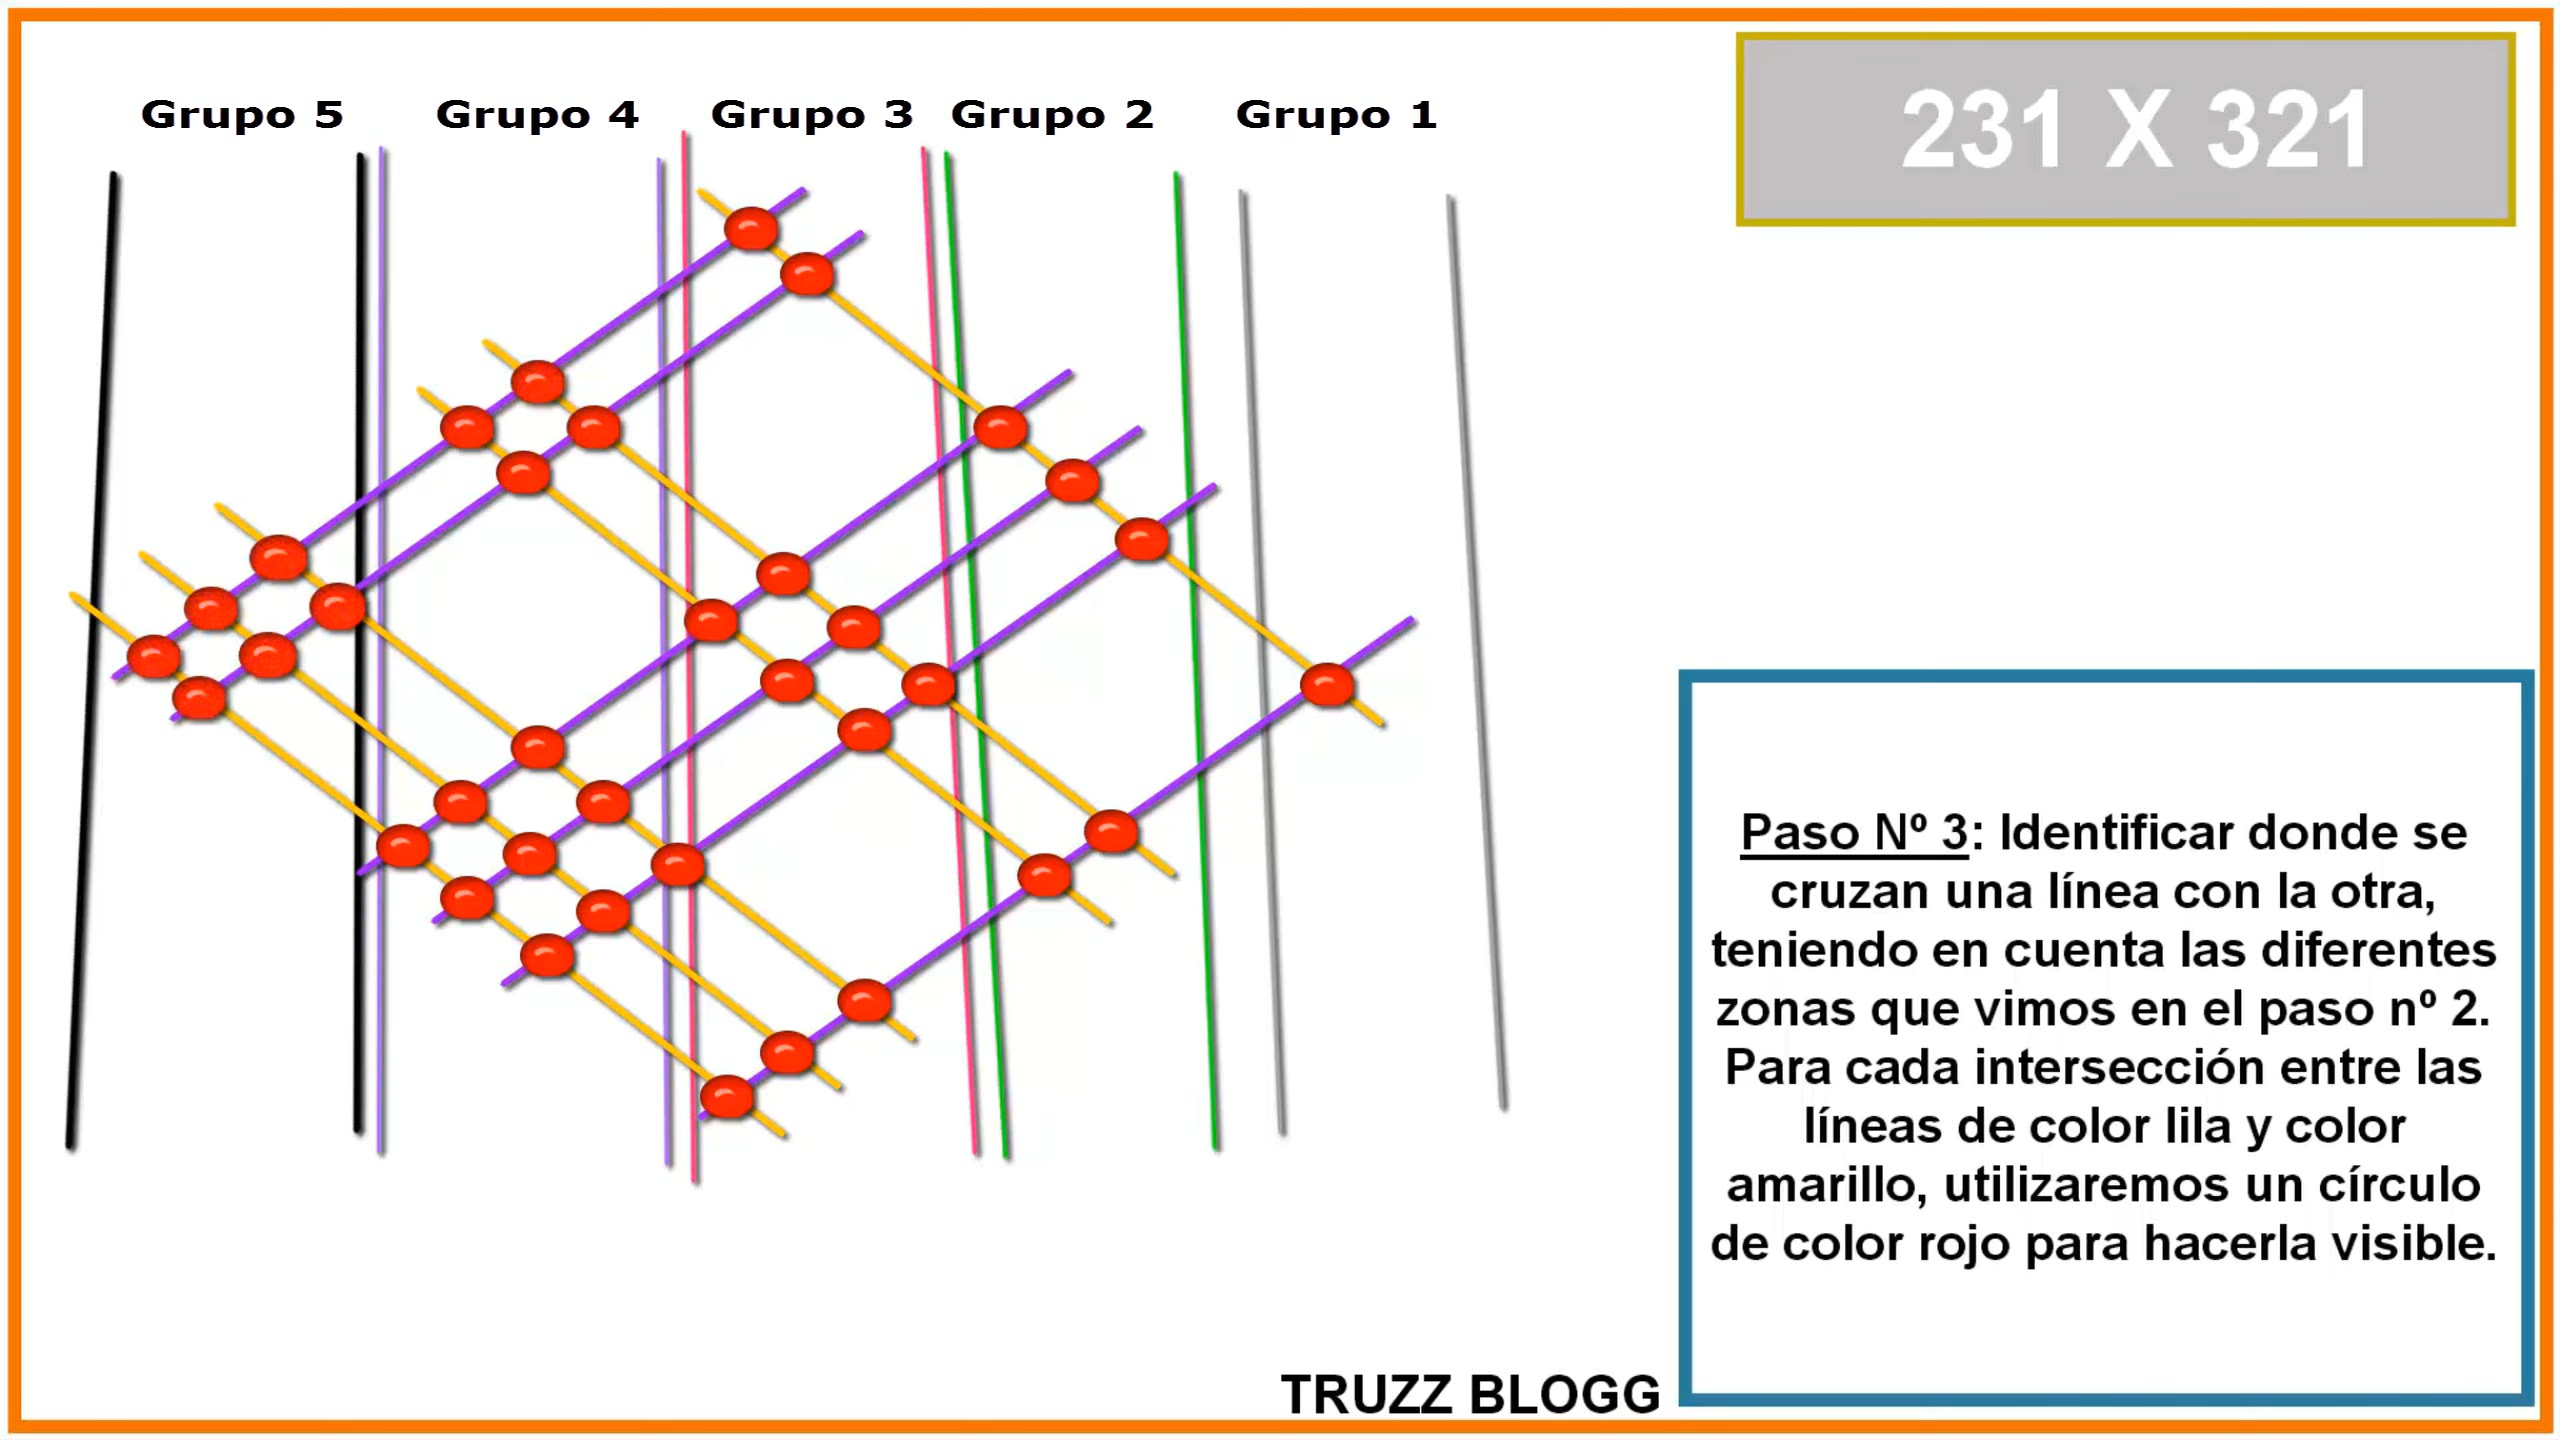 Grupo 5 Grupo 4 Grupo 3 Grupo 2 Grupo 1
231 X 321
Paso Nº 3: Identificar donde se
cruzan una línea con la otra,
teniendo en cuenta las diferentes
zonas que vimos en el paso nº 2.
Para cada intersección entre las
líneas de color lila y color
amarillo, utilizaremos un círculo
de color rojo para hacerla visible.
TRUZZ BLOGG